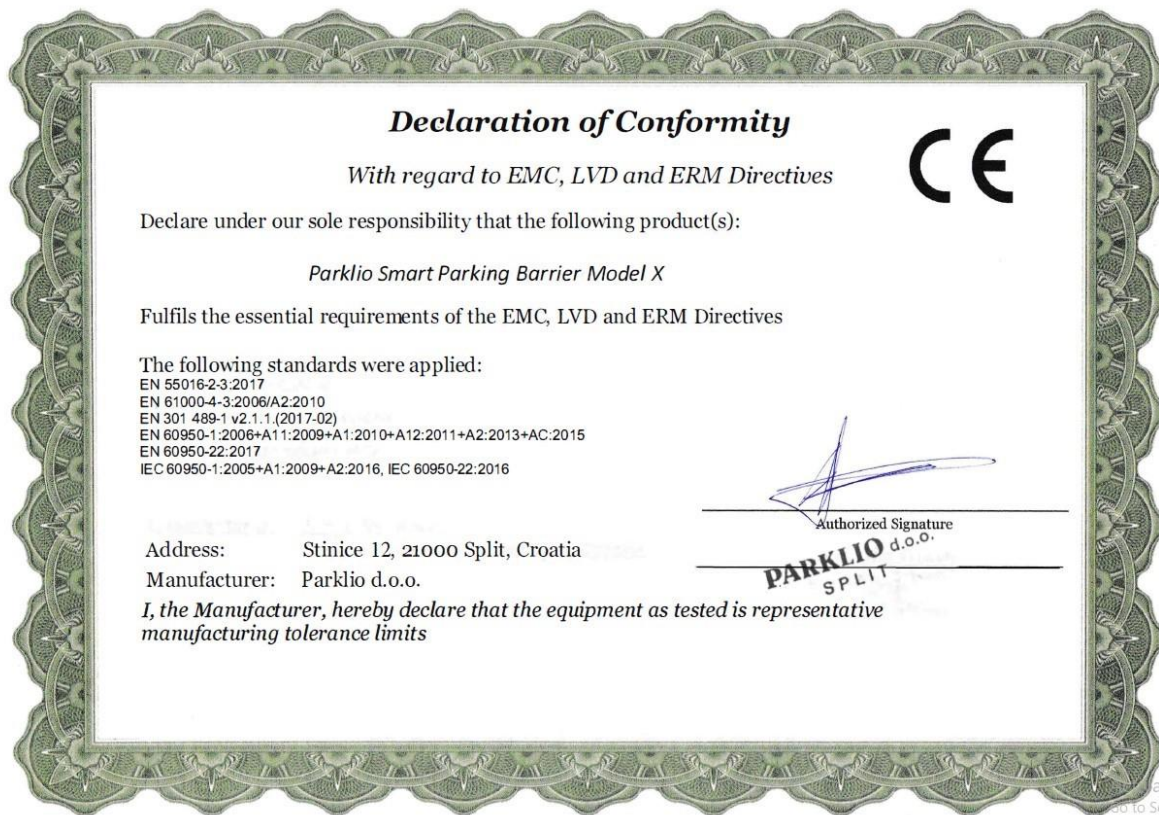 Declaration of Conformity
CE
With regard to EMC, LVD and ERM Directives
Declare under our sole responsibility that the following product(s):
Parklio Smart Parking Barrier Model X
Fulfils the essential requirements of the EMC, LVD and ERM Directives
The following standards were applied:
EN 55016-2-3:2017
EN 61000-4-3:2006/A2:2010
EN 301 489-1 v2.1.1.(2017-02)
EN 60950-1:2006+A11:2009+A1:2010+A12:2011+A2:2013+AC:2015
EN 60950-22:2017
IEC 60950-1:2005+A1:2009+A2:2016, IEC 60950-22:2016
Authorized Signature
PARKLIO d.o.o.
SPLIT
Address: Stinice 12, 21000 Split, Croatia
Manufacturer: Parklio d.o.o.
I, the Manufacturer, hereby declare that the equipment as tested is representative
manufacturing tolerance limits